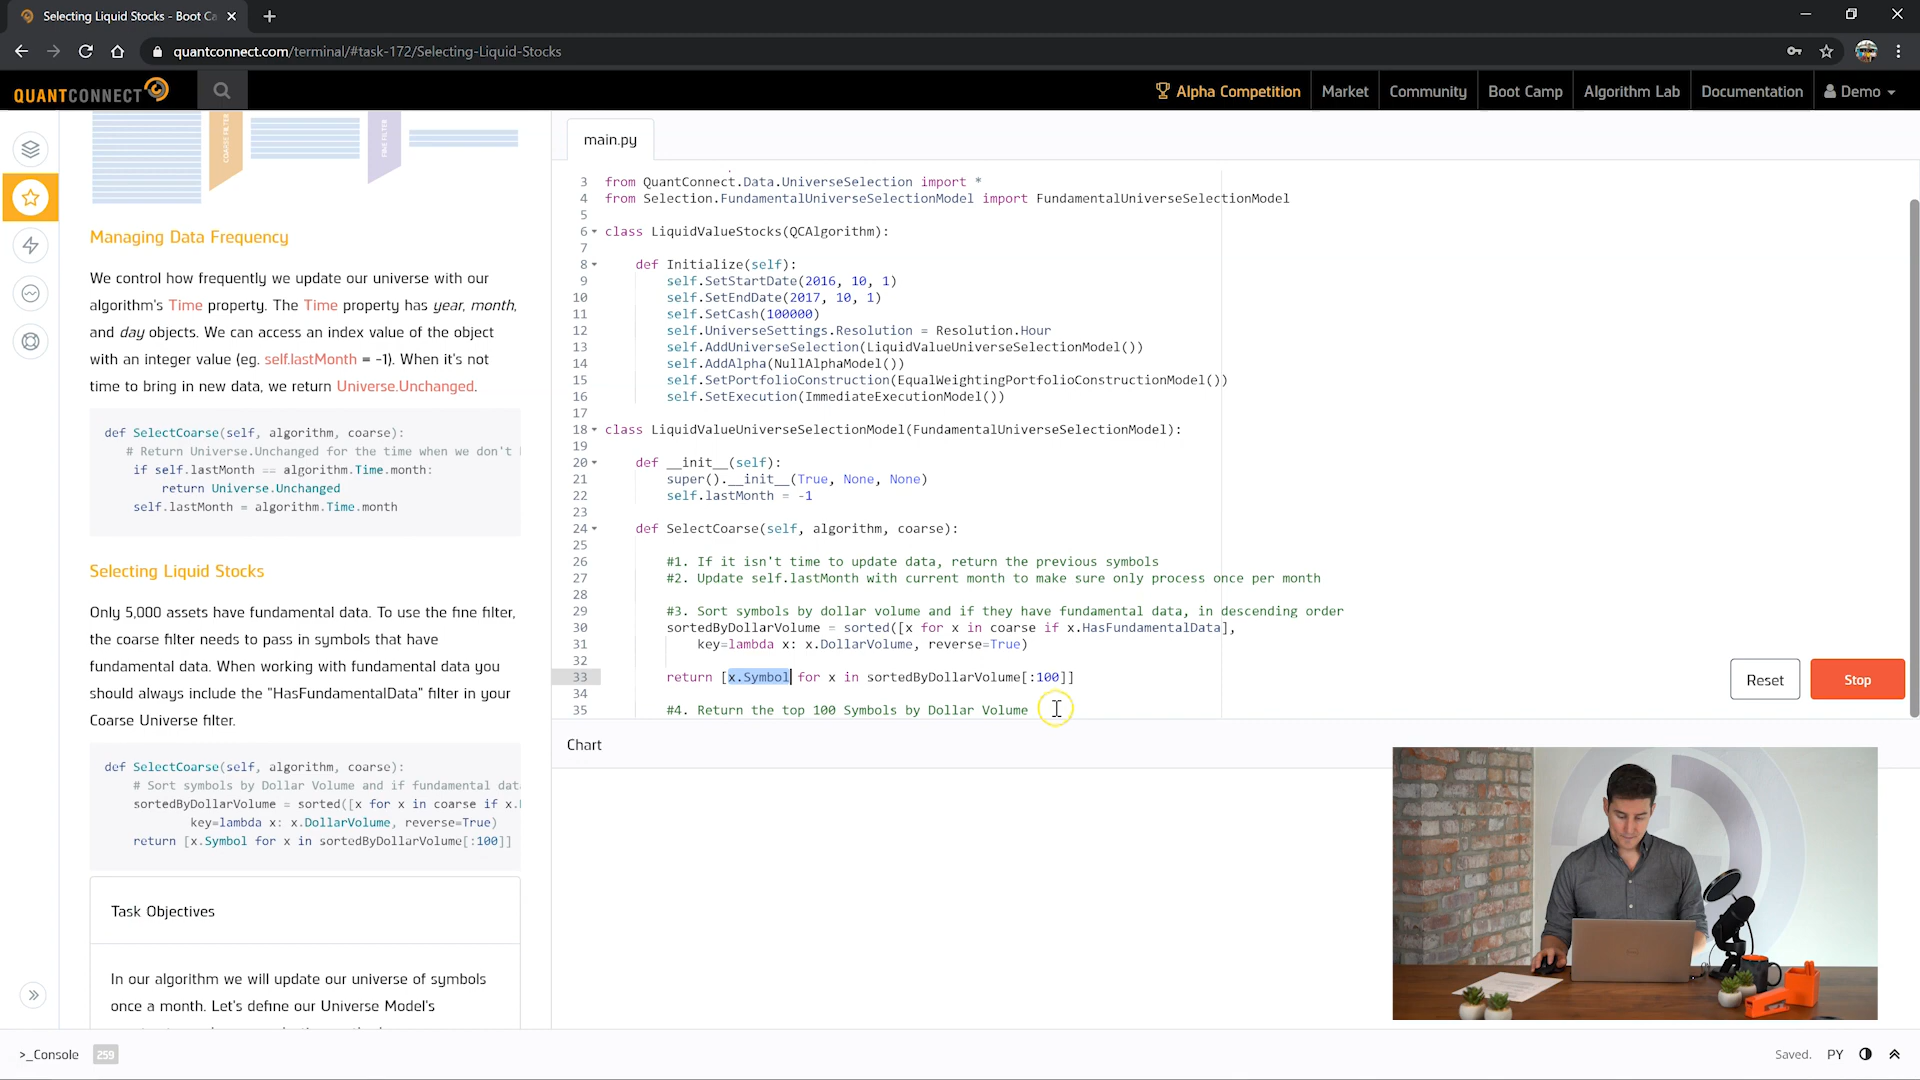 Selecting Liquid Stocks - Boot Ca
quantconnect.com/terminal/#task-172/Selecting-Liquid-Stocks
QUANTCONNECT
Alpha Competition
Market
Community
Boot Camp
Algorithm Lab
Documentation
Demo
COARSE FILTER
FINE FILTER
Managing Data Frequency
We control how frequently we update our universe with our
algorithm's Time property. The Time property has year, month,
and day objects. We can access an index value of the object
with an integer value (eg. self.lastMonth = -1). When it's not
time to bring in new data, we return Universe.Unchanged.
def SelectCoarse(self, algorithm, coarse):
# Return Universe.Unchanged for the time when we don't
if self.lastMonth == algorithm.Time.month:
return Universe.Unchanged
self.lastMonth = algorithm.Time.month
Selecting Liquid Stocks
Only 5,000 assets have fundamental data. To use the fine filter,
the coarse filter needs to pass in symbols that have
fundamental data. When working with fundamental data you
should always include the "HasFundamentalData" filter in your
Coarse Universe filter.
def SelectCoarse(self, algorithm, coarse):
# Sort symbols by Dollar Volume and if fundamental dat
sortedByDollarVolume = sorted([x for x in coarse if x.
key=lambda x: x.DollarVolume, reverse=True)
return [x.Symbol for x in sortedByDollarVolume[:100]]
Task Objectives
In our algorithm we will update our universe of symbols
once a month. Let's define our Universe Model's
main.py
3 from QuantConnect.Data.UniverseSelection import *
4 from Selection.FundamentalUniverseSelectionModel import FundamentalUniverseSelectionModel
5
6 class LiquidValueStocks(QCAlgorithm):
7
8 def Initialize(self):
9 self.SetStartDate(2016, 10, 1)
10 self.SetEndDate(2017, 10, 1)
11 self.SetCash(100000)
12 self.UniverseSettings.Resolution = Resolution.Hour
13 self.AddUniverseSelection(LiquidValueUniverseSelectionModel())
14 self.AddAlpha(NullAlphaModel())
15 self.SetPortfolioConstruction(EqualWeightingPortfolioConstructionModel())
16 self.SetExecution(ImmediateExecutionModel())
17
18 class LiquidValueUniverseSelectionModel(FundamentalUniverseSelectionModel):
19
20 def __init__(self):
21 super().__init__(True, None, None)
22 self.lastMonth = -1
23
24 def SelectCoarse(self, algorithm, coarse):
25
26 #1. If it isn't time to update data, return the previous symbols
27 #2. Update self.lastMonth with current month to make sure only process once per month
28
29 #3. Sort symbols by dollar volume and if they have fundamental data, in descending order
30 sortedByDollarVolume = sorted([x for x in coarse if x.HasFundamentalData],
31 key=lambda x: x.DollarVolume, reverse=True)
32
33 return [x.Symbol for x in sortedByDollarVolume[:100]]
34
35 #4. Return the top 100 Symbols by Dollar Volume
Reset
Stop
Chart
>_Console 259
Saved. PY